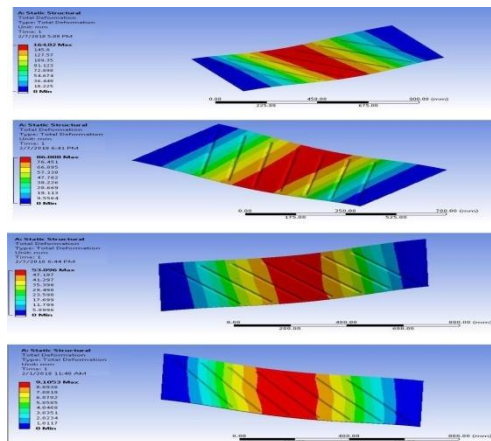 A: Static Structural
Total Deformation
Type: Total Deformation
Unit: mm
Time: 1
164.02 Max
145.8
127.57
109.35
91.123
72.898
54.674
36.449
18.225
0 Min
0.00
450.00
900.00 (mm)
225.00
675.00
A: Static Structural
Total Deformation
Type: Total Deformation
Unit: mm
Time: 1
86.008 Max
76.451
66.895
57.338
47.782
38.226
28.669
19.113
9.5564
0 Min
0.00
350.00
700.00 (mm)
175.00
525.00
A: Static Structural
Total Deformation
Type: Total Deformation
Unit: mm
Time: 1
53.096 Max
47.197
41.297
35.398
29.498
23.598
17.699
11.799
5.8996
0 Min
0.00
400.00
800.00 (mm)
200.00
600.00
A: Static Structural
Total Deformation
Type: Total Deformation
Unit: mm
Time: 1
9.1053 Max
8.0936
7.0819
6.0702
5.0585
4.0468
3.0351
2.0234
1.0117
0 Min
0.00
400.00
800.00 (mm)